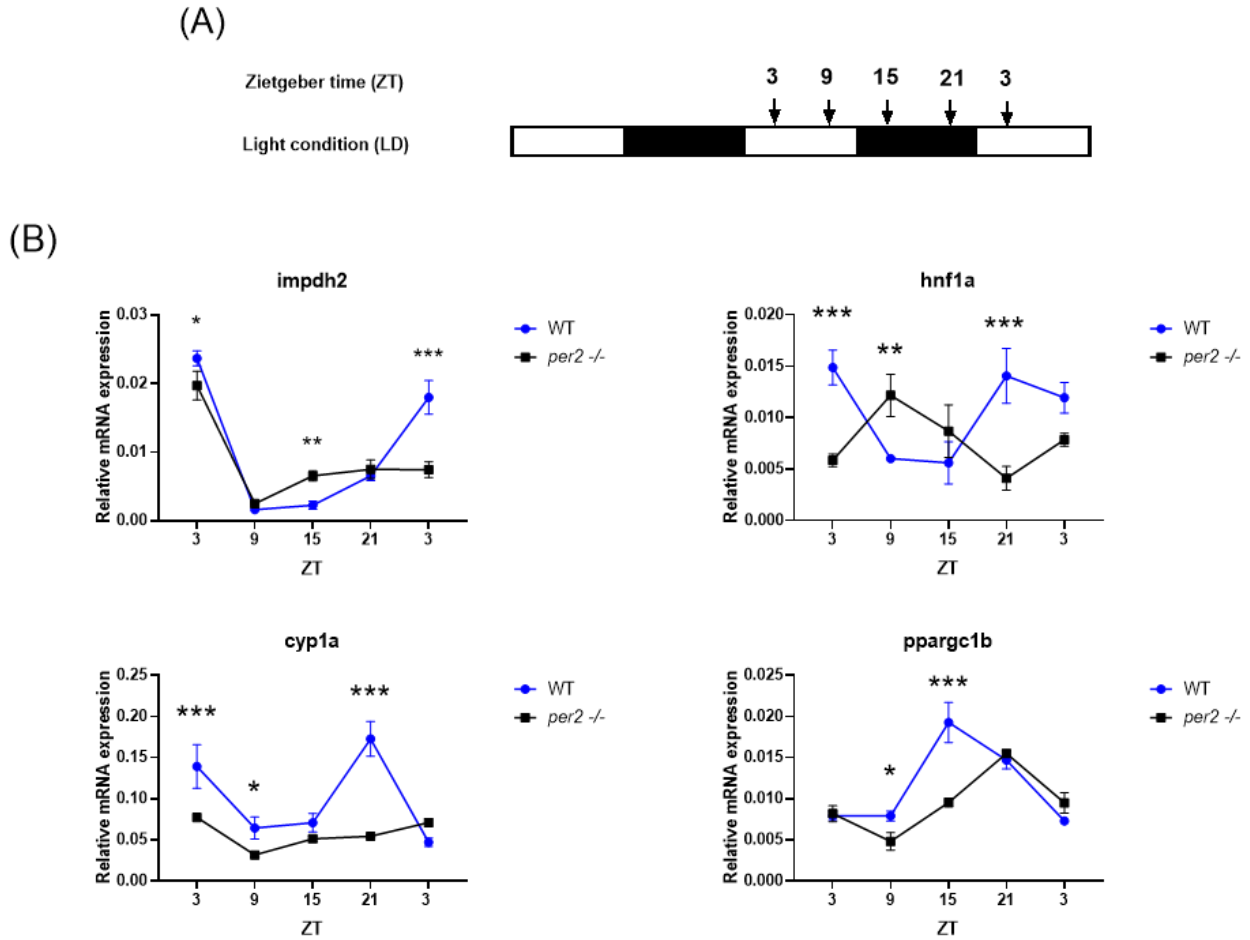 (A)
Zietgeber time (ZT)
3 9 15 21 3
Light condition (LD)
(B)
impdh2
Relative mRNA expression
0.03
0.02
0.01
0.00
* ** ***
3 9 15 21 3
ZT
WT
per2 -/-
hnf1a
Relative mRNA expression
0.020
0.015
0.010
0.005
0.000
*** ** ***
3 9 15 21 3
ZT
WT
per2 -/-
cyp1a
Relative mRNA expression
0.25
0.20
0.15
0.10
0.05
0.00
*** * ***
3 9 15 21 3
ZT
WT
per2 -/-
ppargc1b
Relative mRNA expression
0.025
0.020
0.015
0.010
0.005
0.000
* ***
3 9 15 21 3
ZT
WT
per2 -/-